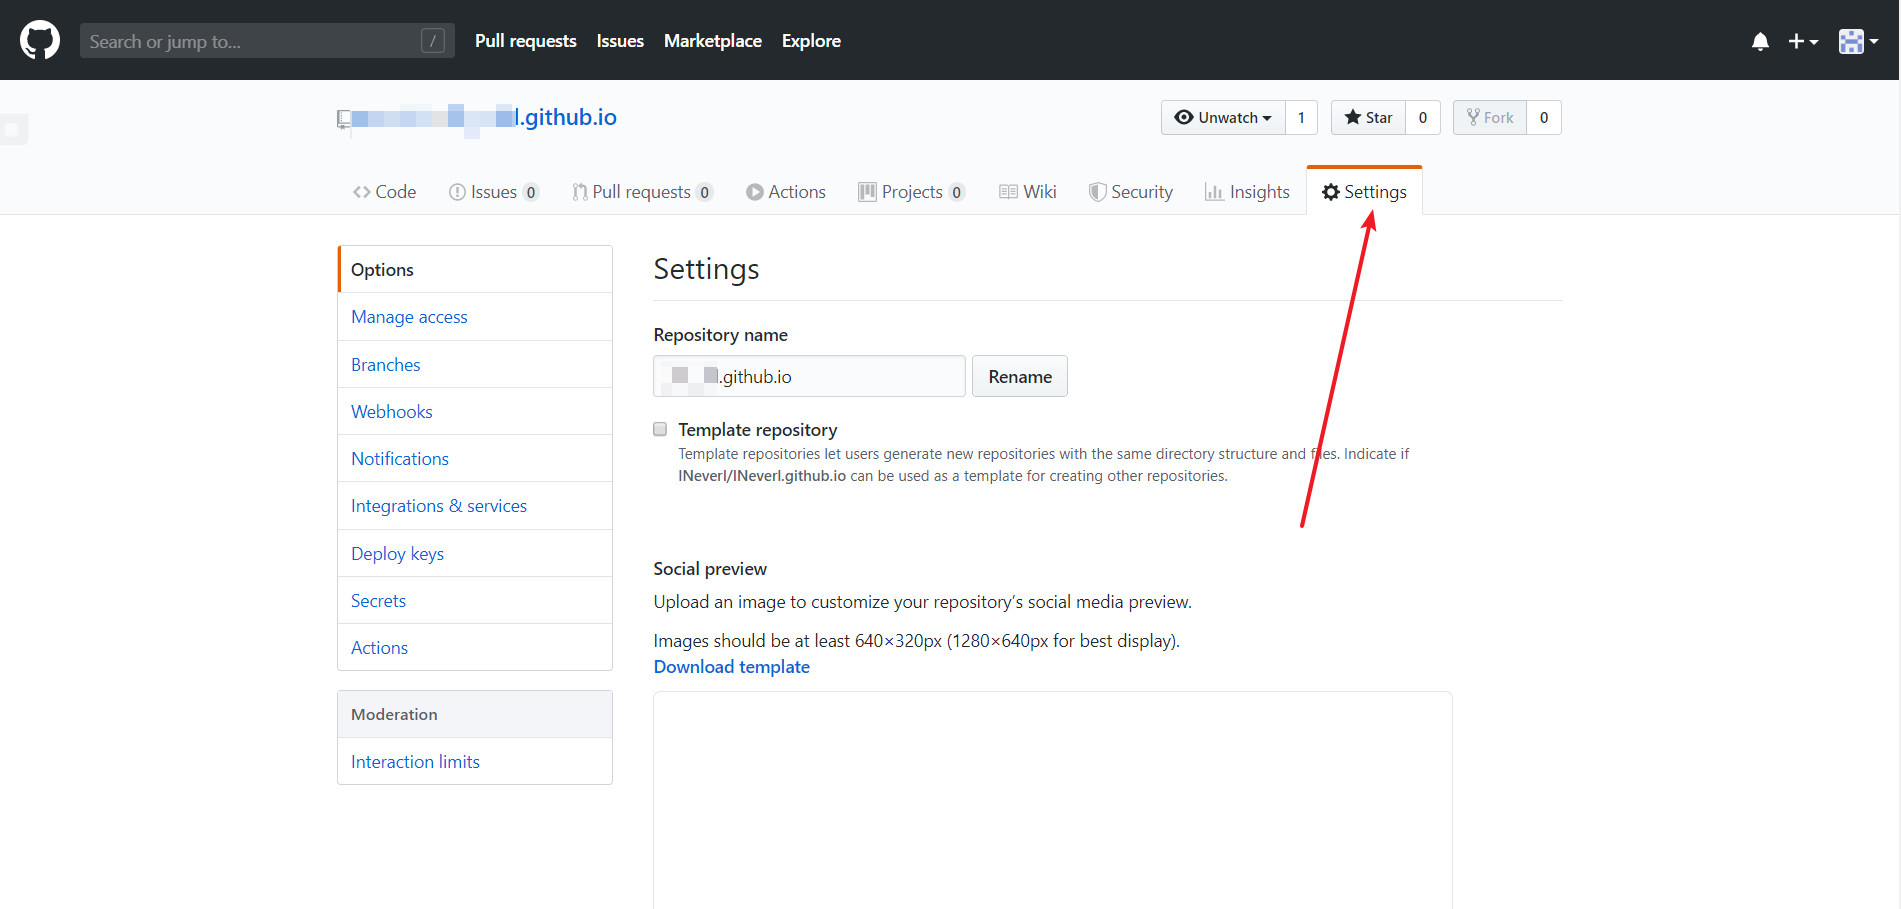 Search or jump to... /
Pull requests Issues Marketplace Explore
l.github.io
Unwatch 1 Star 0 Fork 0
Code Issues 0 Pull requests 0 Actions Projects 0 Wiki Security Insights Settings
Options
Manage access
Branches
Webhooks
Notifications
Integrations & services
Deploy keys
Secrets
Actions
Moderation
Interaction limits
Settings
Repository name
l.github.io Rename
Template repository
Template repositories let users generate new repositories with the same directory structure and files. Indicate if
INeverI/INeverI.github.io can be used as a template for creating other repositories.
Social preview
Upload an image to customize your repository’s social media preview.
Images should be at least 640×320px (1280×640px for best display).
Download template